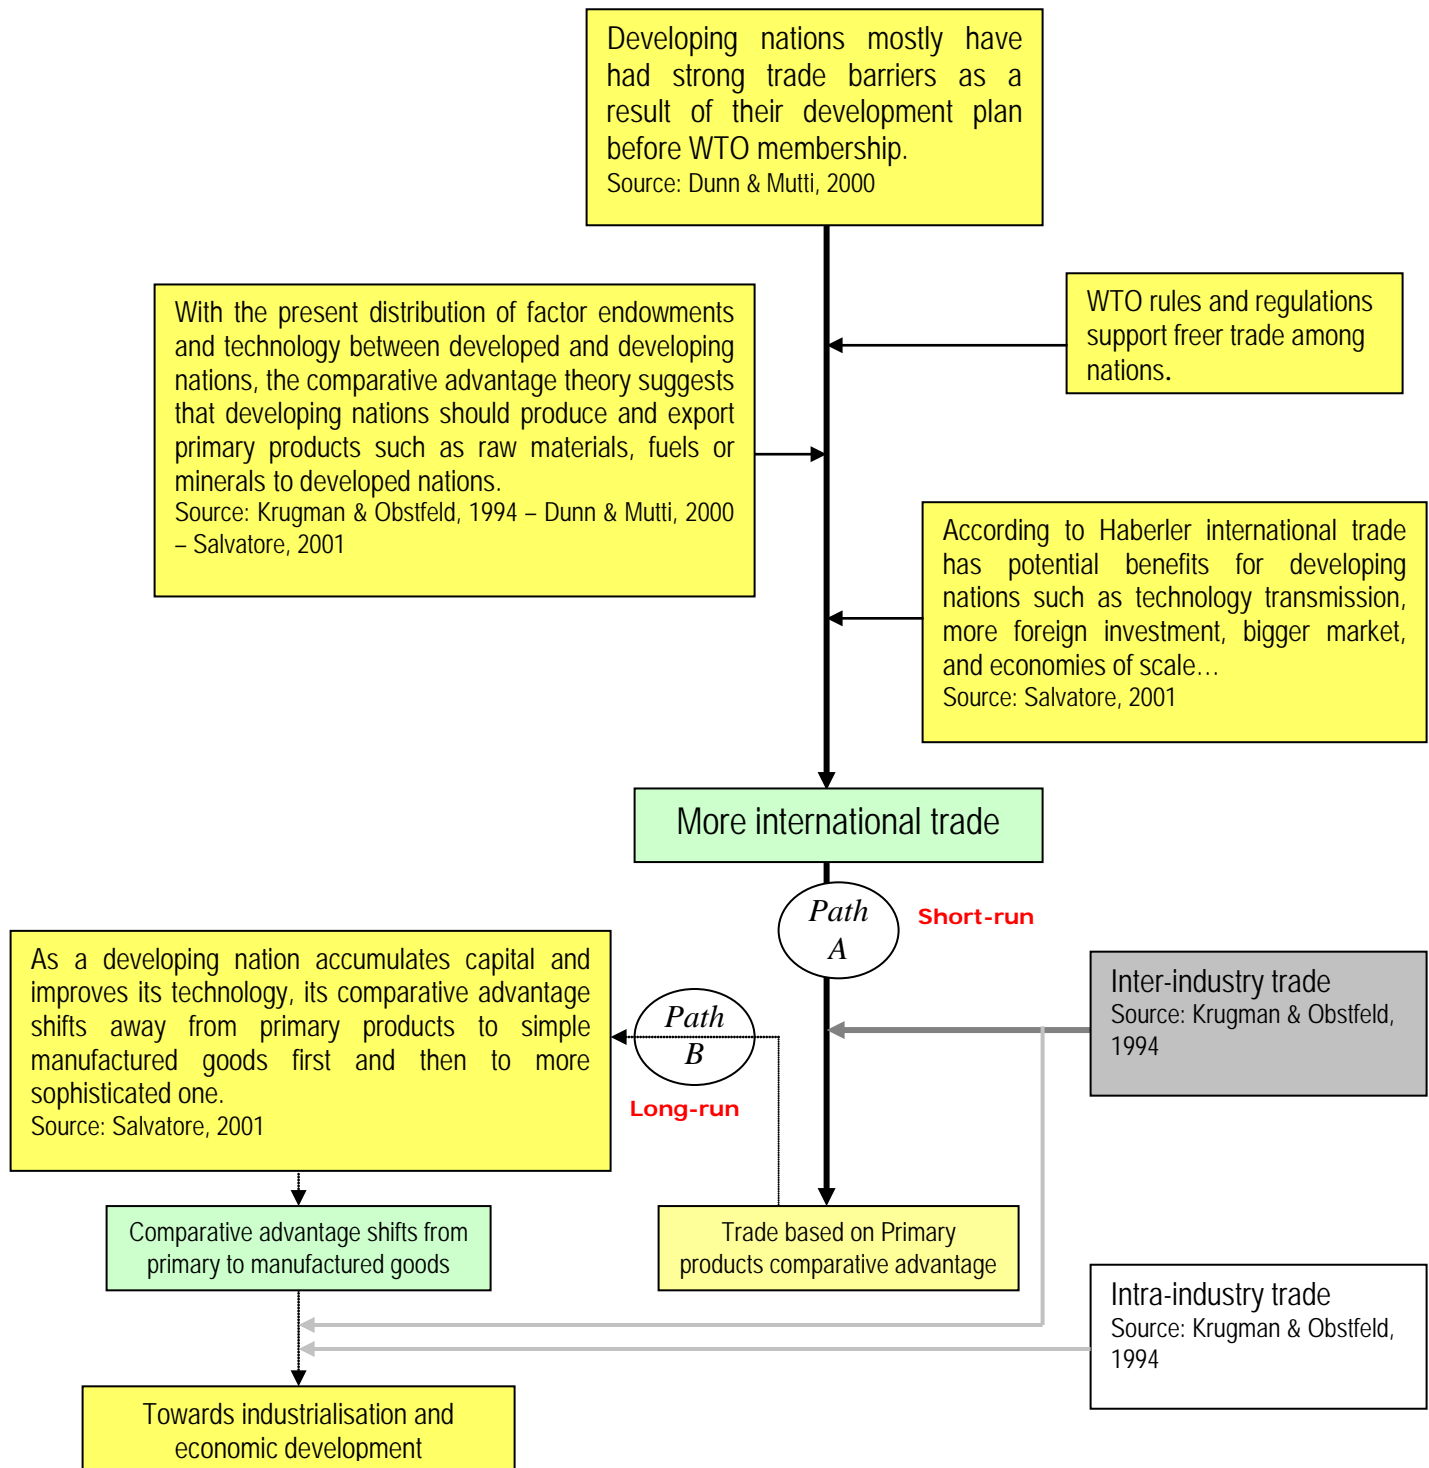 Developing nations mostly have
had strong trade barriers as a
result of their development plan
before WTO membership.
Source: Dunn & Mutti, 2000
With the present distribution of factor endowments
and technology between developed and developing
nations, the comparative advantage theory suggests
that developing nations should produce and export
primary products such as raw materials, fuels or
minerals to developed nations.
Source: Krugman & Obstfeld, 1994 – Dunn & Mutti, 2000
– Salvatore, 2001
WTO rules and regulations
support freer trade among
nations.
According to Haberler international trade
has potential benefits for developing
nations such as technology transmission,
more foreign investment, bigger market,
and economies of scale…
Source: Salvatore, 2001
More international trade
Path
A
Short-run
As a developing nation accumulates capital and
improves its technology, its comparative advantage
shifts away from primary products to simple
manufactured goods first and then to more
sophisticated one.
Source: Salvatore, 2001
Path
B
Long-run
Inter-industry trade
Source: Krugman & Obstfeld,
1994
Comparative advantage shifts from
primary to manufactured goods
Trade based on Primary
products comparative advantage
Intra-industry trade
Source: Krugman & Obstfeld,
1994
Towards industrialisation and
economic development